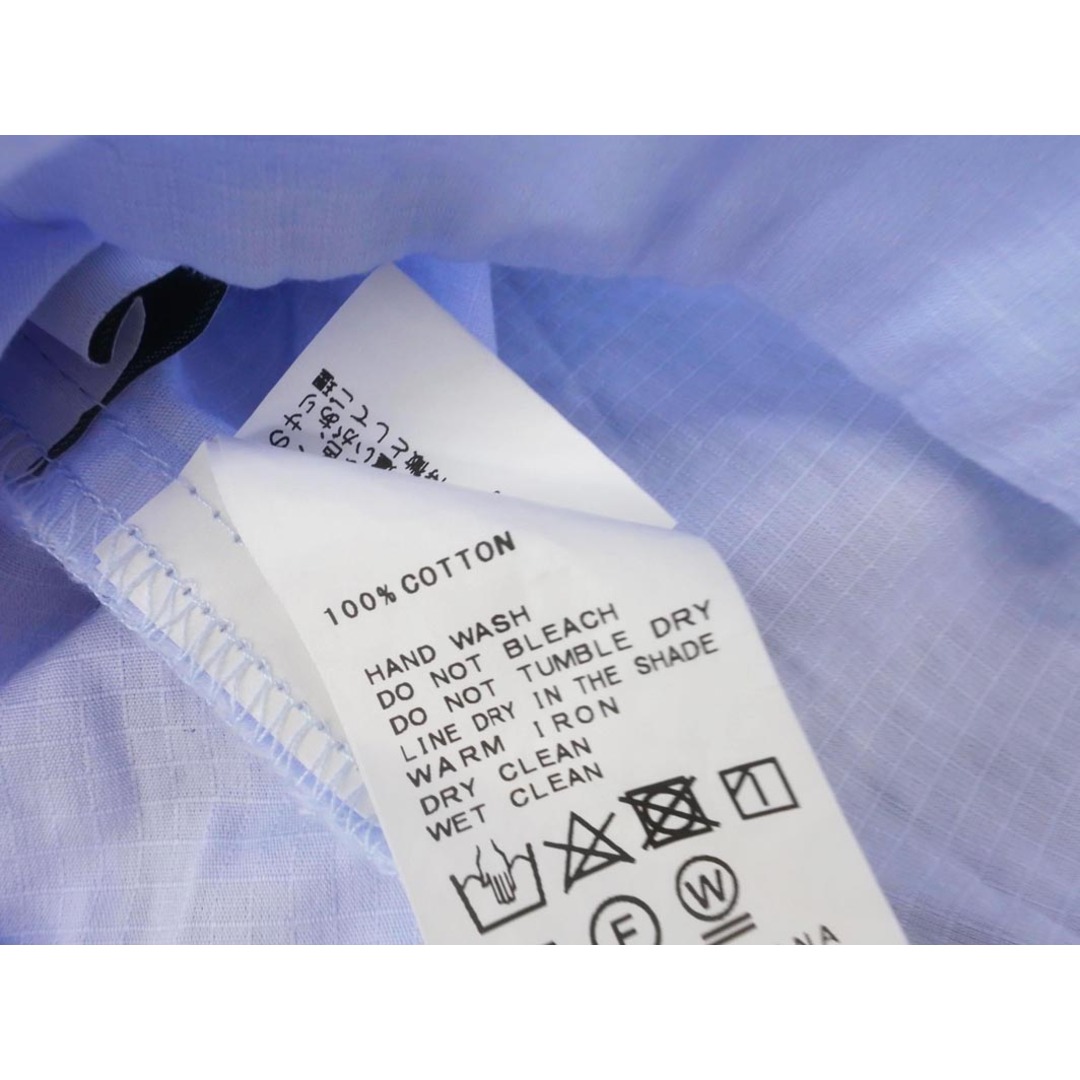 100% COTTON
HAND WASH
DO NOT BLEACH
DO NOT TUMBLE DRY
LINE DRY IN THE SHADE
WARM IRON
DRY CLEAN
WET CLEAN
F
W